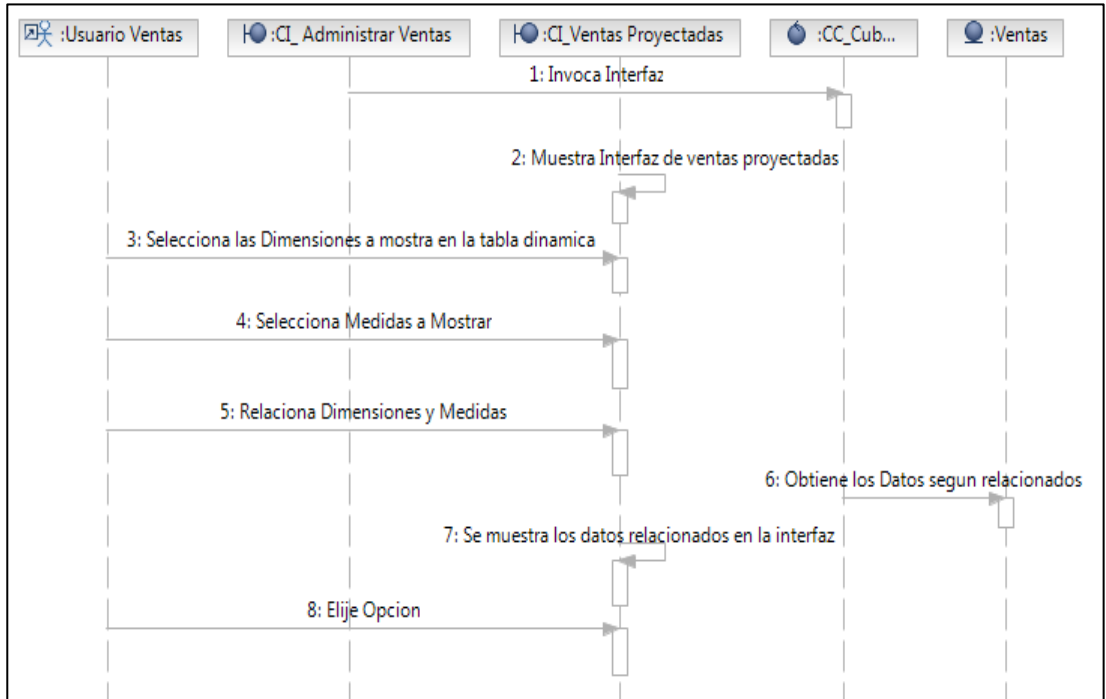 :Usuario Ventas
:CI_ Administrar Ventas
:CI_Ventas Proyectadas
:CC_Cub...
:Ventas
1: Invoca Interfaz
2: Muestra Interfaz de ventas proyectadas
3: Selecciona las Dimensiones a mostra en la tabla dinamica
4: Selecciona Medidas a Mostrar
5: Relaciona Dimensiones y Medidas
6: Obtiene los Datos segun relacionados
7: Se muestra los datos relacionados en la interfaz
8: Elije Opcion